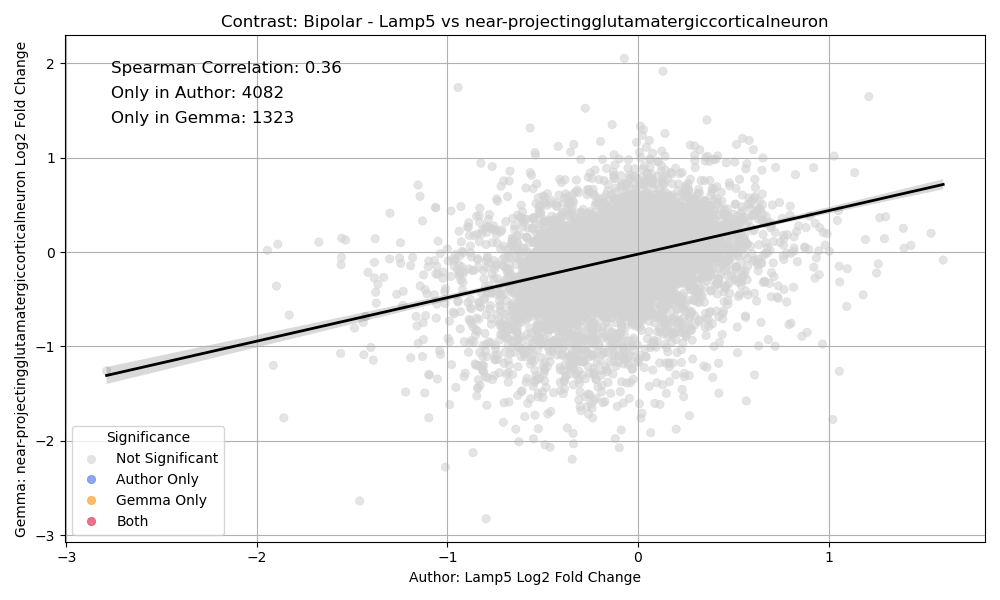 Contrast: Bipolar - Lamp5 vs near-projectingglutamatergiccorticalneuron
Gemma: near-projectingglutamatergiccorticalneuron Log2 Fold Change
2
1
0
−1
−2
−3
Spearman Correlation: 0.36
Only in Author: 4082
Only in Gemma: 1323
Significance
Not Significant
Author Only
Gemma Only
Both
−3 −2 −1 0 1
Author: Lamp5 Log2 Fold Change